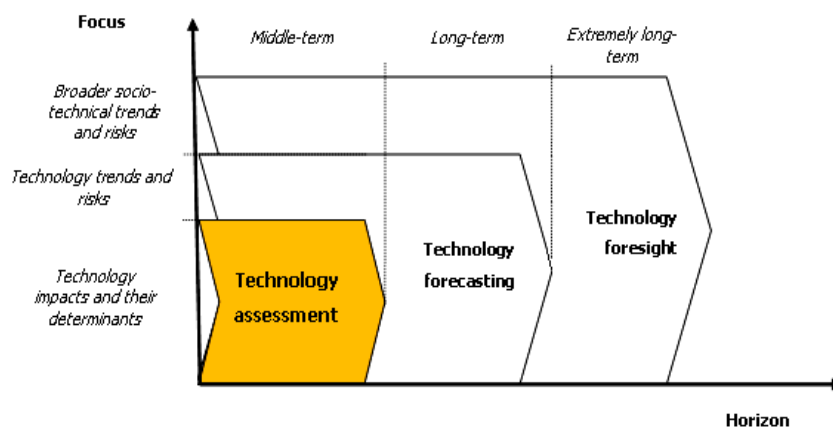 Focus
Middle-term
Long-term
Extremely long-
term
Broader socio-
technical trends
and risks
Technology trends and
risks
Technology
impacts and their
determinants
Technology
assessment
Technology
forecasting
Technology
foresight
Horizon